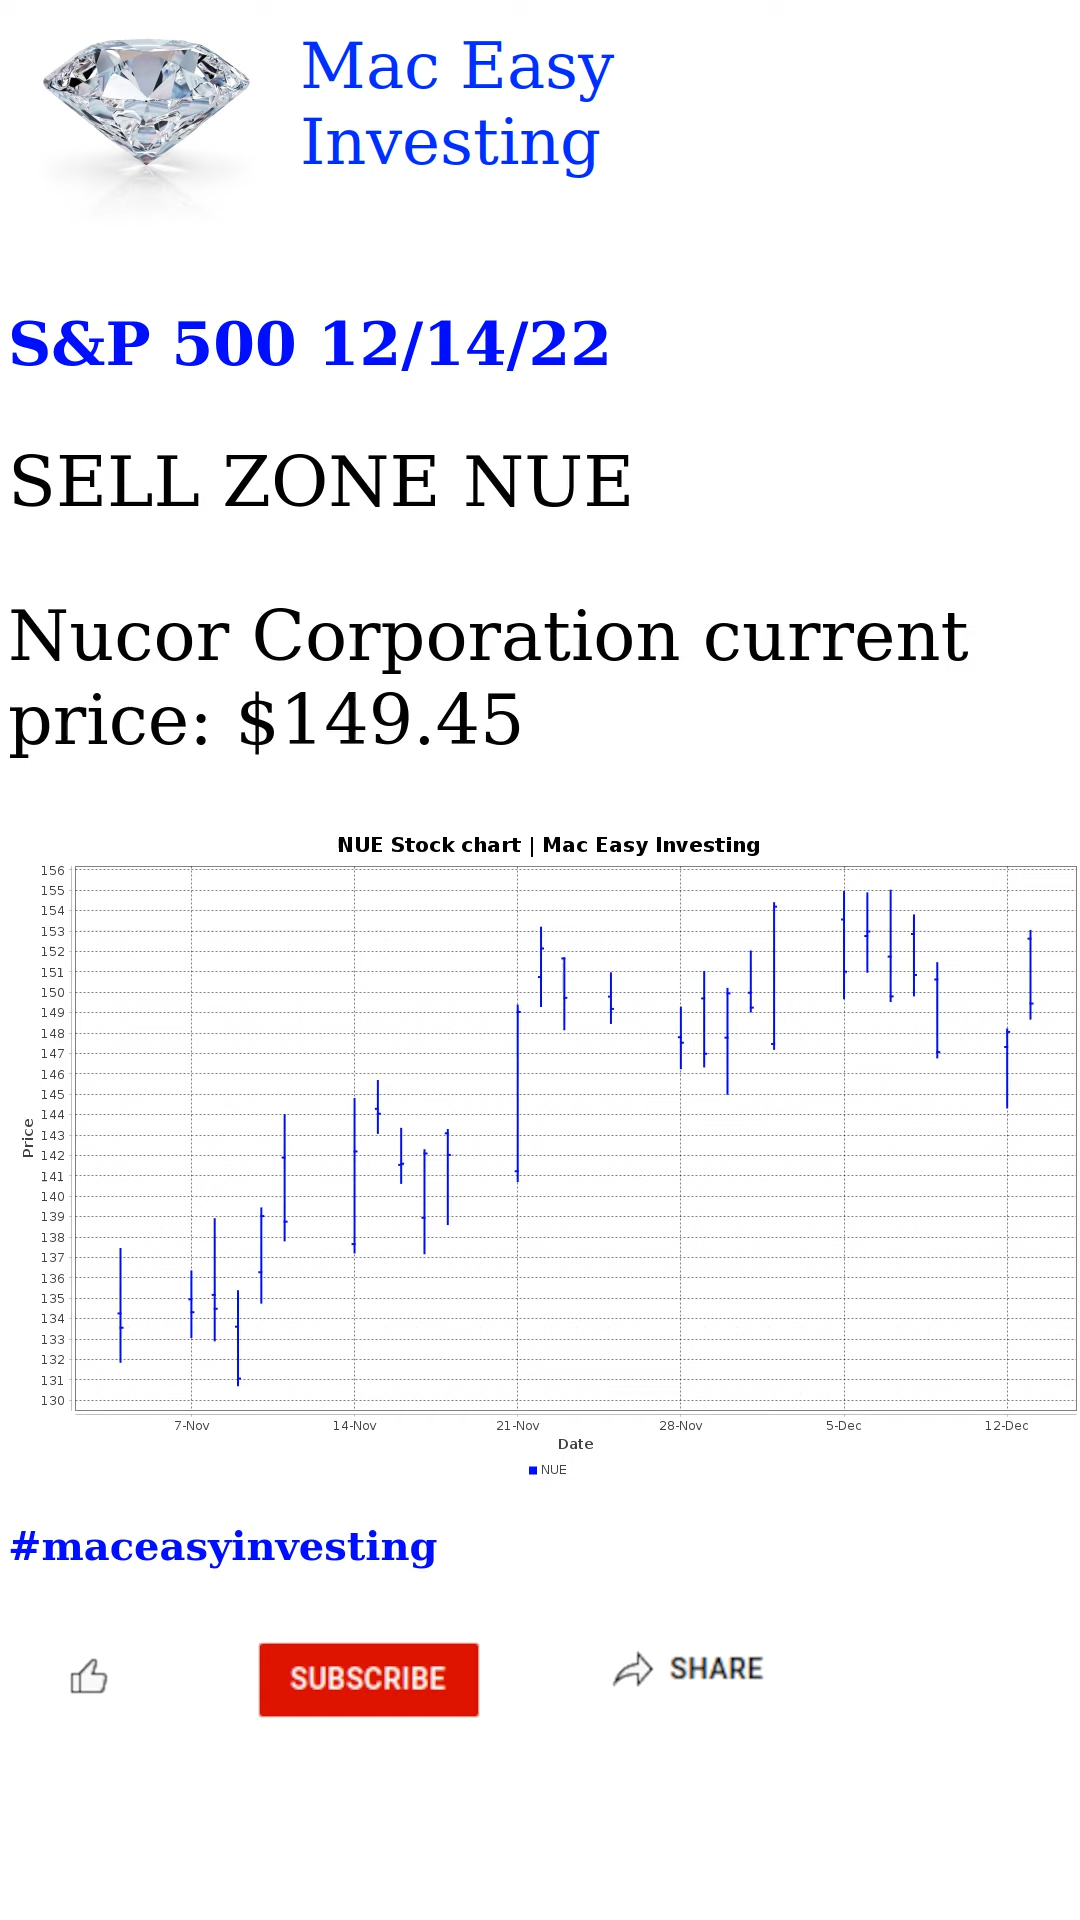 Mac Easy
Investing
S&P 500 12/14/22
SELL ZONE NUE
Nucor Corporation current
price: $149.45
NUE Stock chart | Mac Easy Investing
156
155
154
153
152
151
150
149
148
147
146
145
144
143
142
141
140
139
138
137
136
135
134
133
132
131
130
Price
7-Nov 14-Nov 21-Nov 28-Nov 5-Dec 12-Dec
Date
NUE
#maceasyinvesting
SUBSCRIBE SHARE